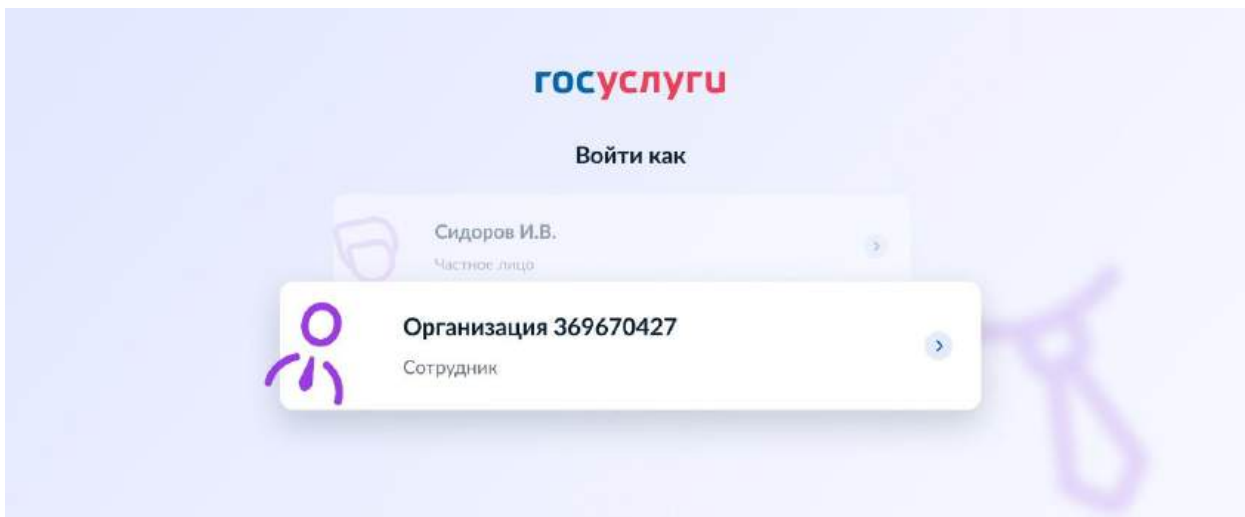 госуслуги
Войти как
Сидоров И.В.
Частное лицо
Организация 369670427
Сотрудник